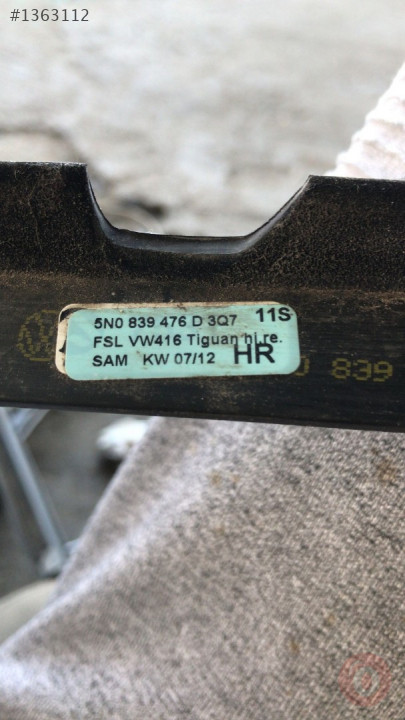 #1363112
5N0 839 476 D 3Q7 11S
FSL VW416 Tiguan hi.re.
SAM KW 07/12 HR
839